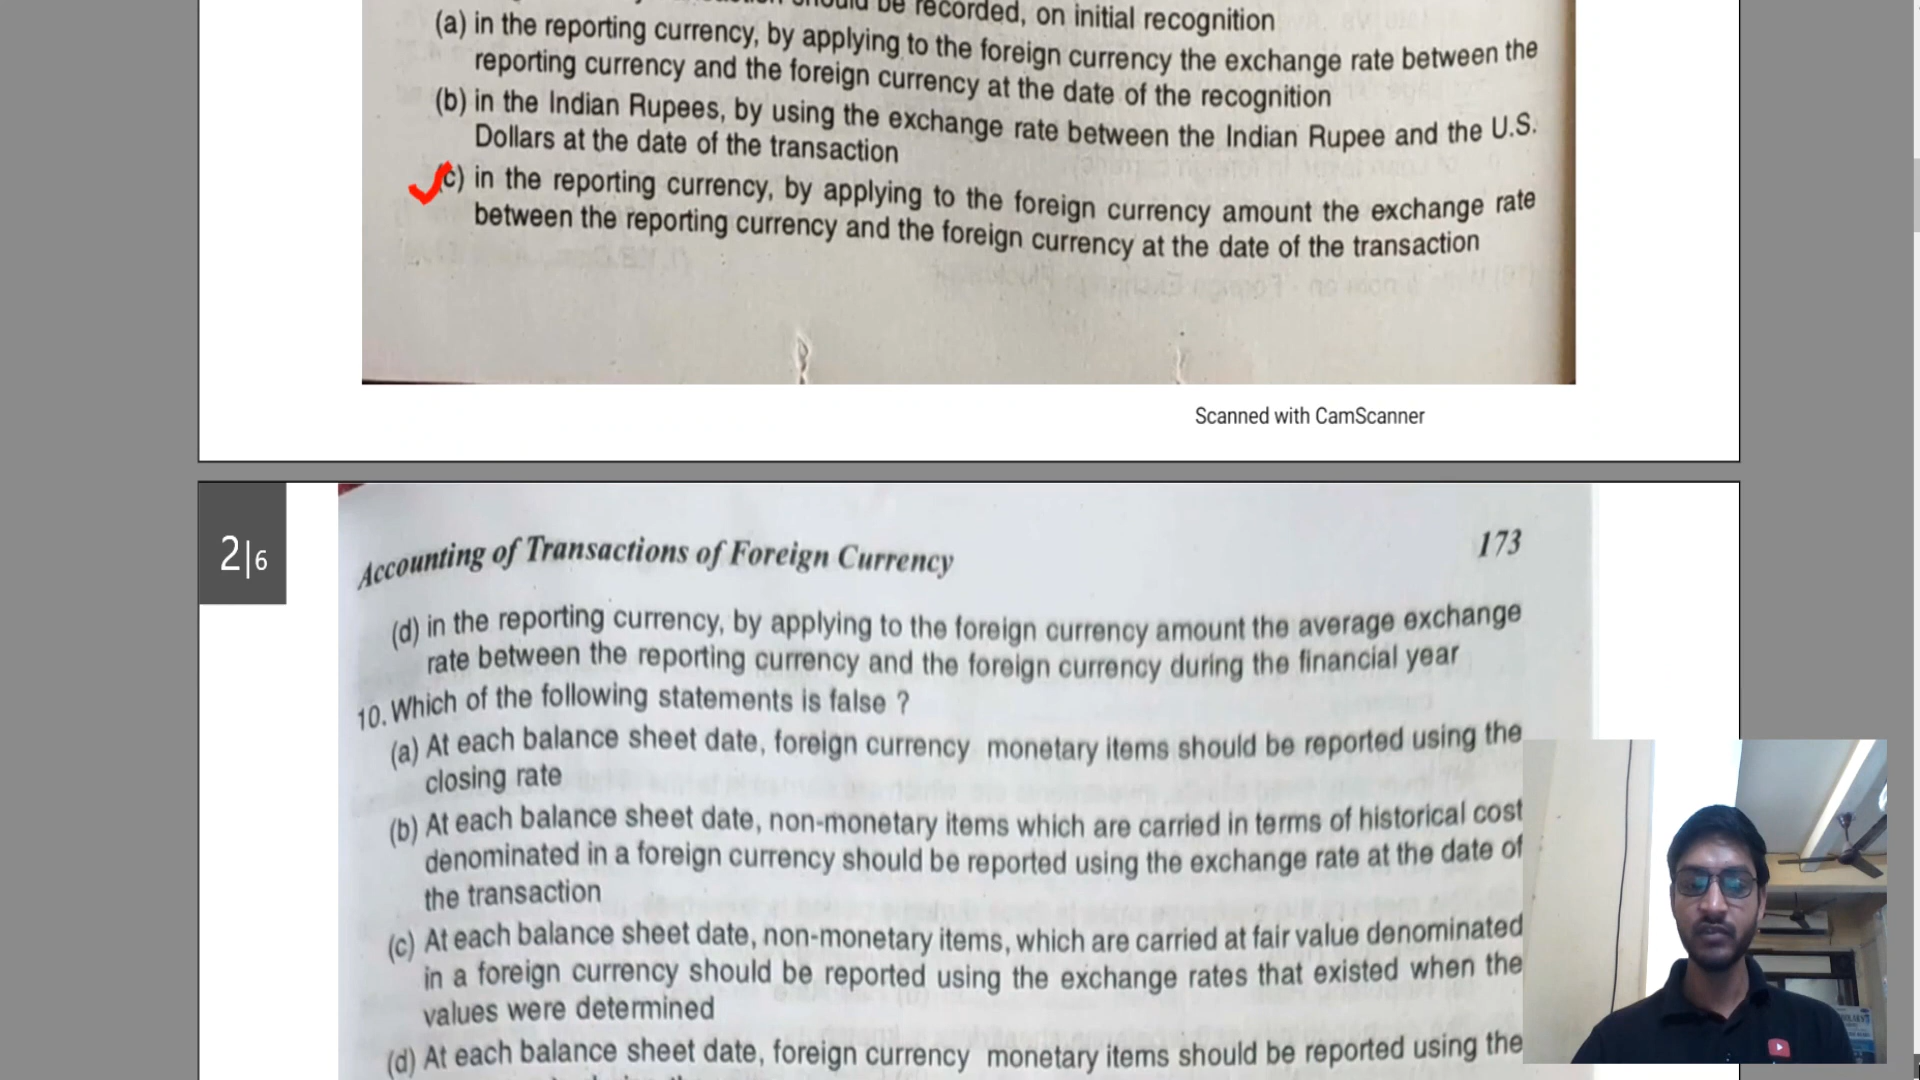 should be recorded, on initial recognition
(a) in the reporting currency, by applying to the foreign currency the exchange rate between the
reporting currency and the foreign currency at the date of the recognition
(b) in the Indian Rupees, by using the exchange rate between the Indian Rupee and the U.S.
Dollars at the date of the transaction
(c) in the reporting currency, by applying to the foreign currency amount the exchange rate
between the reporting currency and the foreign currency at the date of the transaction
Scanned with CamScanner
2|6
Accounting of Transactions of Foreign Currency 173
(d) in the reporting currency, by applying to the foreign currency amount the average exchange
rate between the reporting currency and the foreign currency during the financial year
10. Which of the following statements is false ?
(a) At each balance sheet date, foreign currency monetary items should be reported using the
closing rate
(b) At each balance sheet date, non-monetary items which are carried in terms of historical cost
denominated in a foreign currency should be reported using the exchange rate at the date of
the transaction
(c) At each balance sheet date, non-monetary items, which are carried at fair value denominated
in a foreign currency should be reported using the exchange rates that existed when the
values were determined
(d) At each balance sheet date, foreign currency monetary items should be reported using the